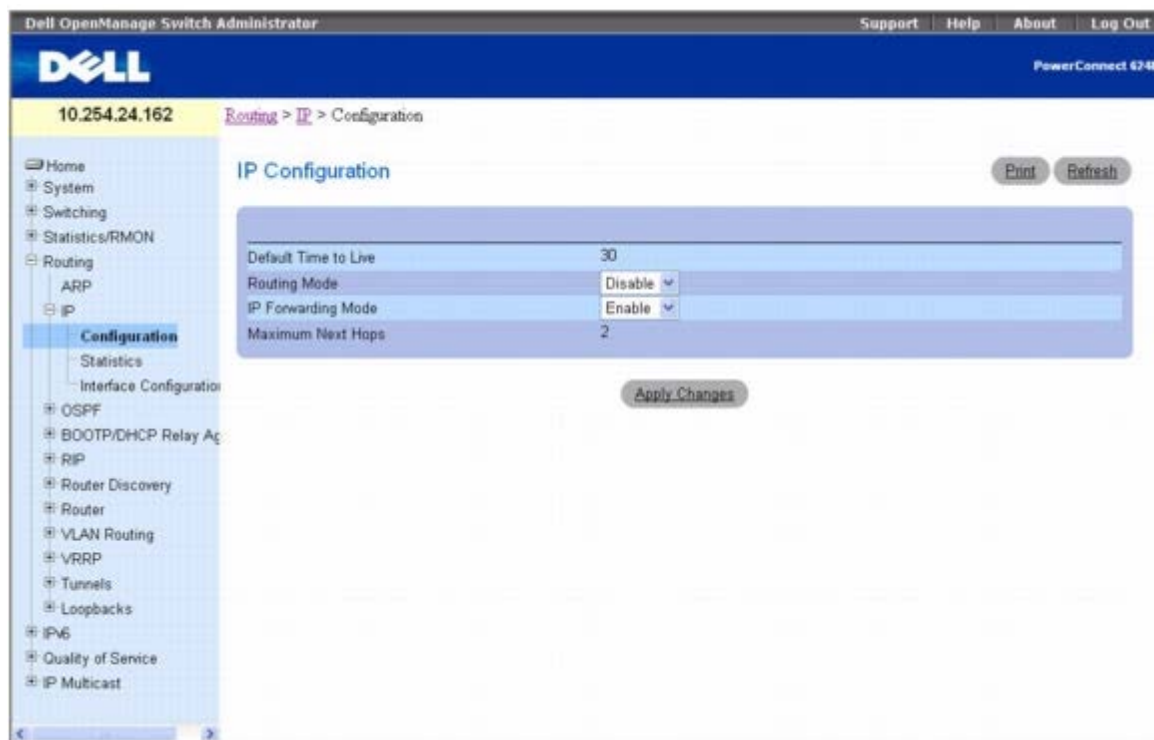 Dell OpenManage Switch Administrator Support Help About Log Out
DELL
PowerConnect 6248
10.254.24.162
Routing > IP > Configuration
Home
System
Switching
Statistics/RMON
Routing
ARP
IP
Configuration
Statistics
Interface Configuration
OSPF
BOOTP/DHCP Relay Ag
RIP
Router Discovery
Router
VLAN Routing
VRRP
Tunnels
Loopbacks
IPv6
Quality of Service
IP Multicast
IP Configuration
Print Refresh
Default Time to Live 30
Routing Mode Disable
IP Forwarding Mode Enable
Maximum Next Hops 2
Apply Changes